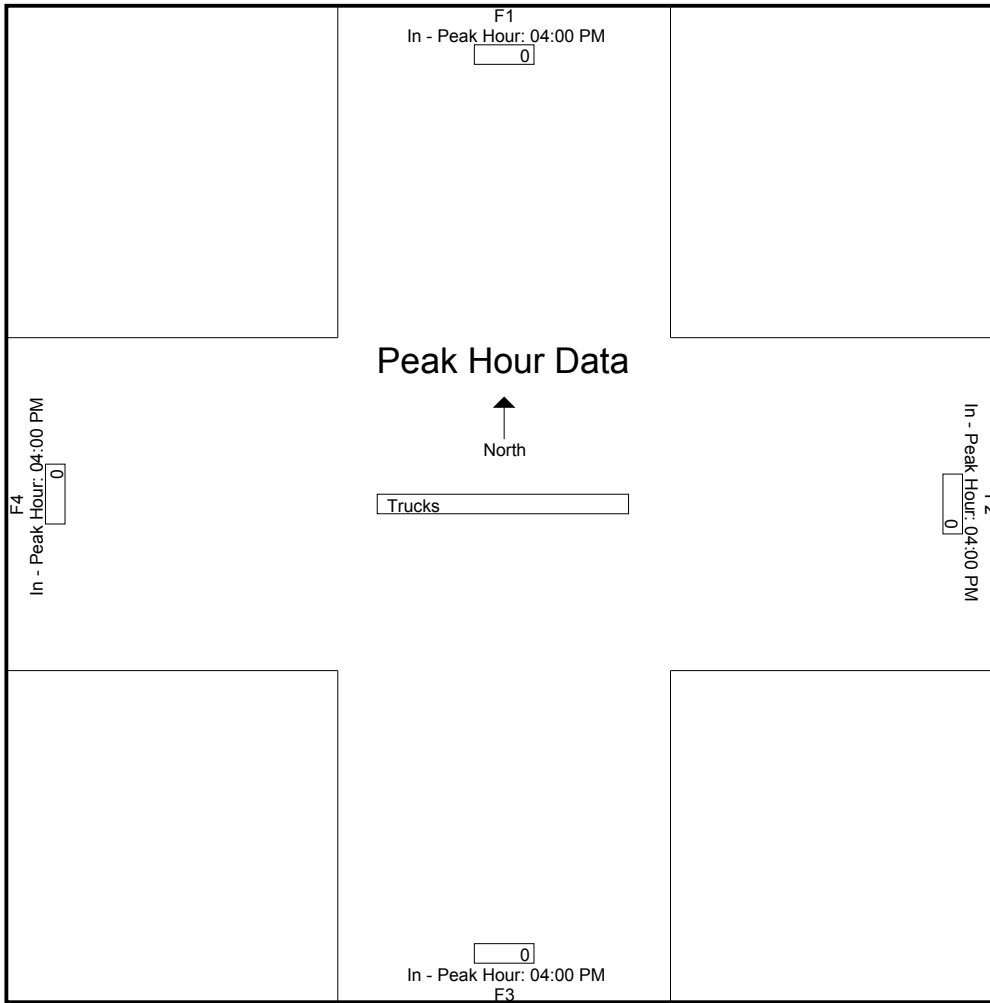 F1
In - Peak Hour: 04:00 PM
0
Peak Hour Data
North
Trucks
F4
In - Peak Hour: 04:00 PM
0
0
In - Peak Hour: 04:00 PM
F2
0
In - Peak Hour: 04:00 PM
F3